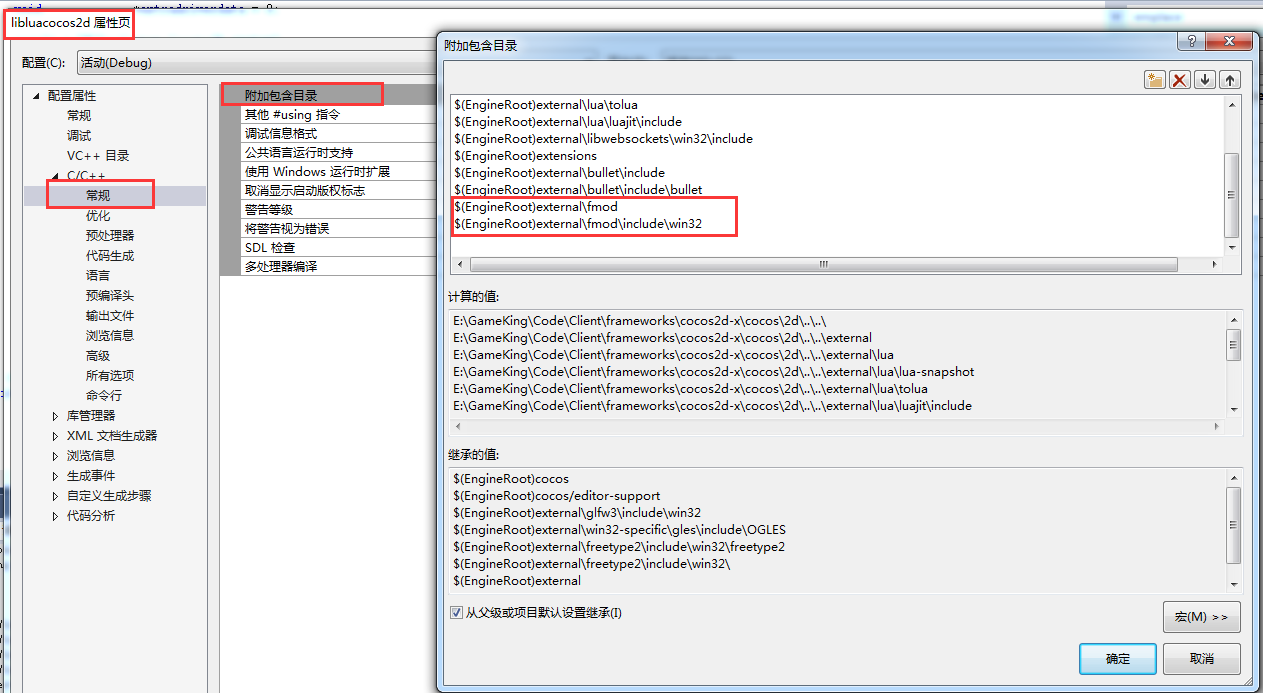 libluacocos2d 属性页
配置(C):
活动(Debug)
配置属性
常规
调试
VC++ 目录
C/C++
常规
优化
预处理器
代码生成
语言
预编译头
输出文件
浏览信息
高级
所有选项
命令行
库管理器
XML 文档生成器
浏览信息
生成事件
自定义生成步骤
代码分析
附加包含目录
其他 #using 指令
调试信息格式
公共语言运行时支持
使用 Windows 运行时扩展
取消显示启动版权标志
警告等级
将警告视为错误
SDL 检查
多处理器编译
附加包含目录
$(EngineRoot)external\lua\tolua
$(EngineRoot)external\lua\luajit\include
$(EngineRoot)external\libwebsockets\win32\include
$(EngineRoot)extensions
$(EngineRoot)external\bullet\include
$(EngineRoot)external\bullet\include\bullet
$(EngineRoot)external\fmod
$(EngineRoot)external\fmod\include\win32
计算的值:
E:\GameKing\Code\Client\frameworks\cocos2d-x\cocos\2d\..\..\
E:\GameKing\Code\Client\frameworks\cocos2d-x\cocos\2d\..\..\external
E:\GameKing\Code\Client\frameworks\cocos2d-x\cocos\2d\..\..\external\lua
E:\GameKing\Code\Client\frameworks\cocos2d-x\cocos\2d\..\..\external\lua\lua-snapshot
E:\GameKing\Code\Client\frameworks\cocos2d-x\cocos\2d\..\..\external\lua\tolua
E:\GameKing\Code\Client\frameworks\cocos2d-x\cocos\2d\..\..\external\lua\luajit\include
继承的值:
$(EngineRoot)cocos
$(EngineRoot)cocos/editor-support
$(EngineRoot)external\glfw3\include\win32
$(EngineRoot)external\win32-specific\gles\include\OGLES
$(EngineRoot)external\freetype2\include\win32\freetype2
$(EngineRoot)external\freetype2\include\win32\
$(EngineRoot)external
从父级或项目默认设置继承(I)
宏(M) >>
确定
取消